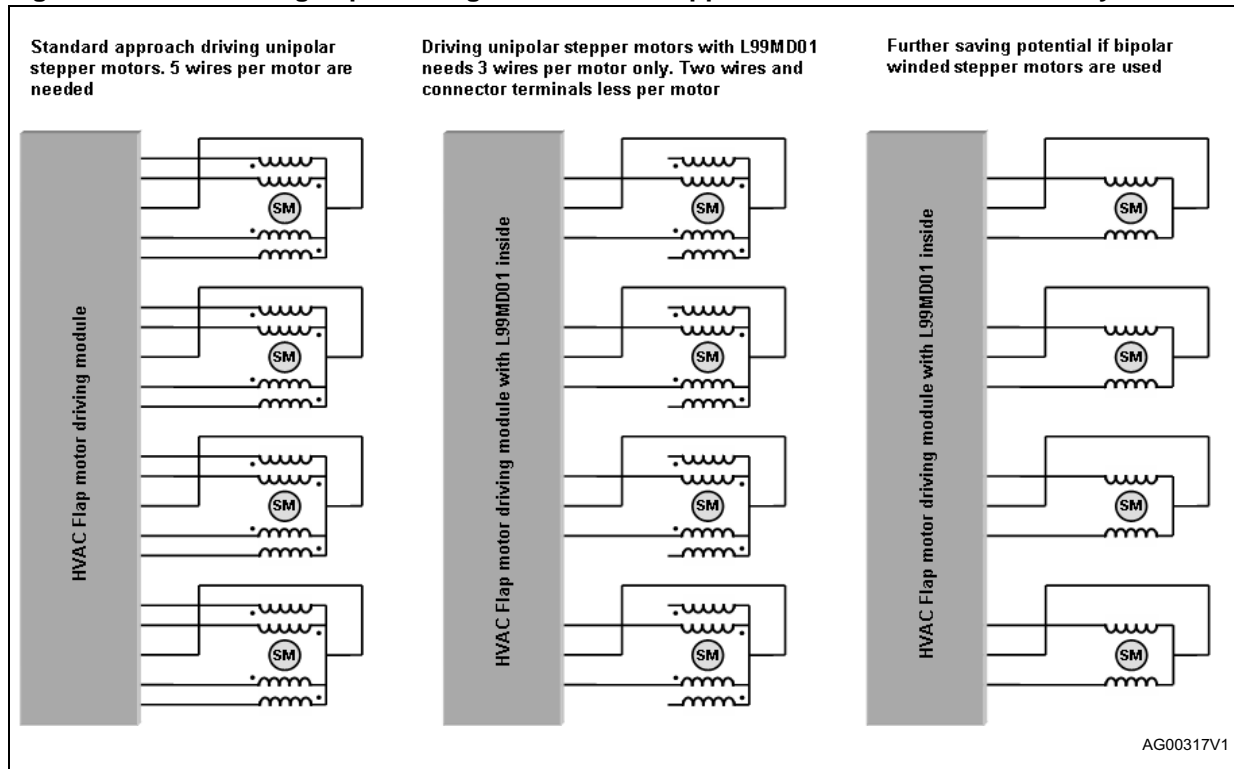 Standard approach driving unipolar
stepper motors. 5 wires per motor are
needed
Driving unipolar stepper motors with L99MD01
needs 3 wires per motor only. Two wires and
connector terminals less per motor
Further saving potential if bipolar
winded stepper motors are used
HVAC Flap motor driving module
SM
SM
SM
SM
HVAC Flap motor driving module with L99MD01 inside
SM
SM
SM
SM
HVAC Flap motor driving module with L99MD01 inside
SM
SM
SM
SM
AG00317V1